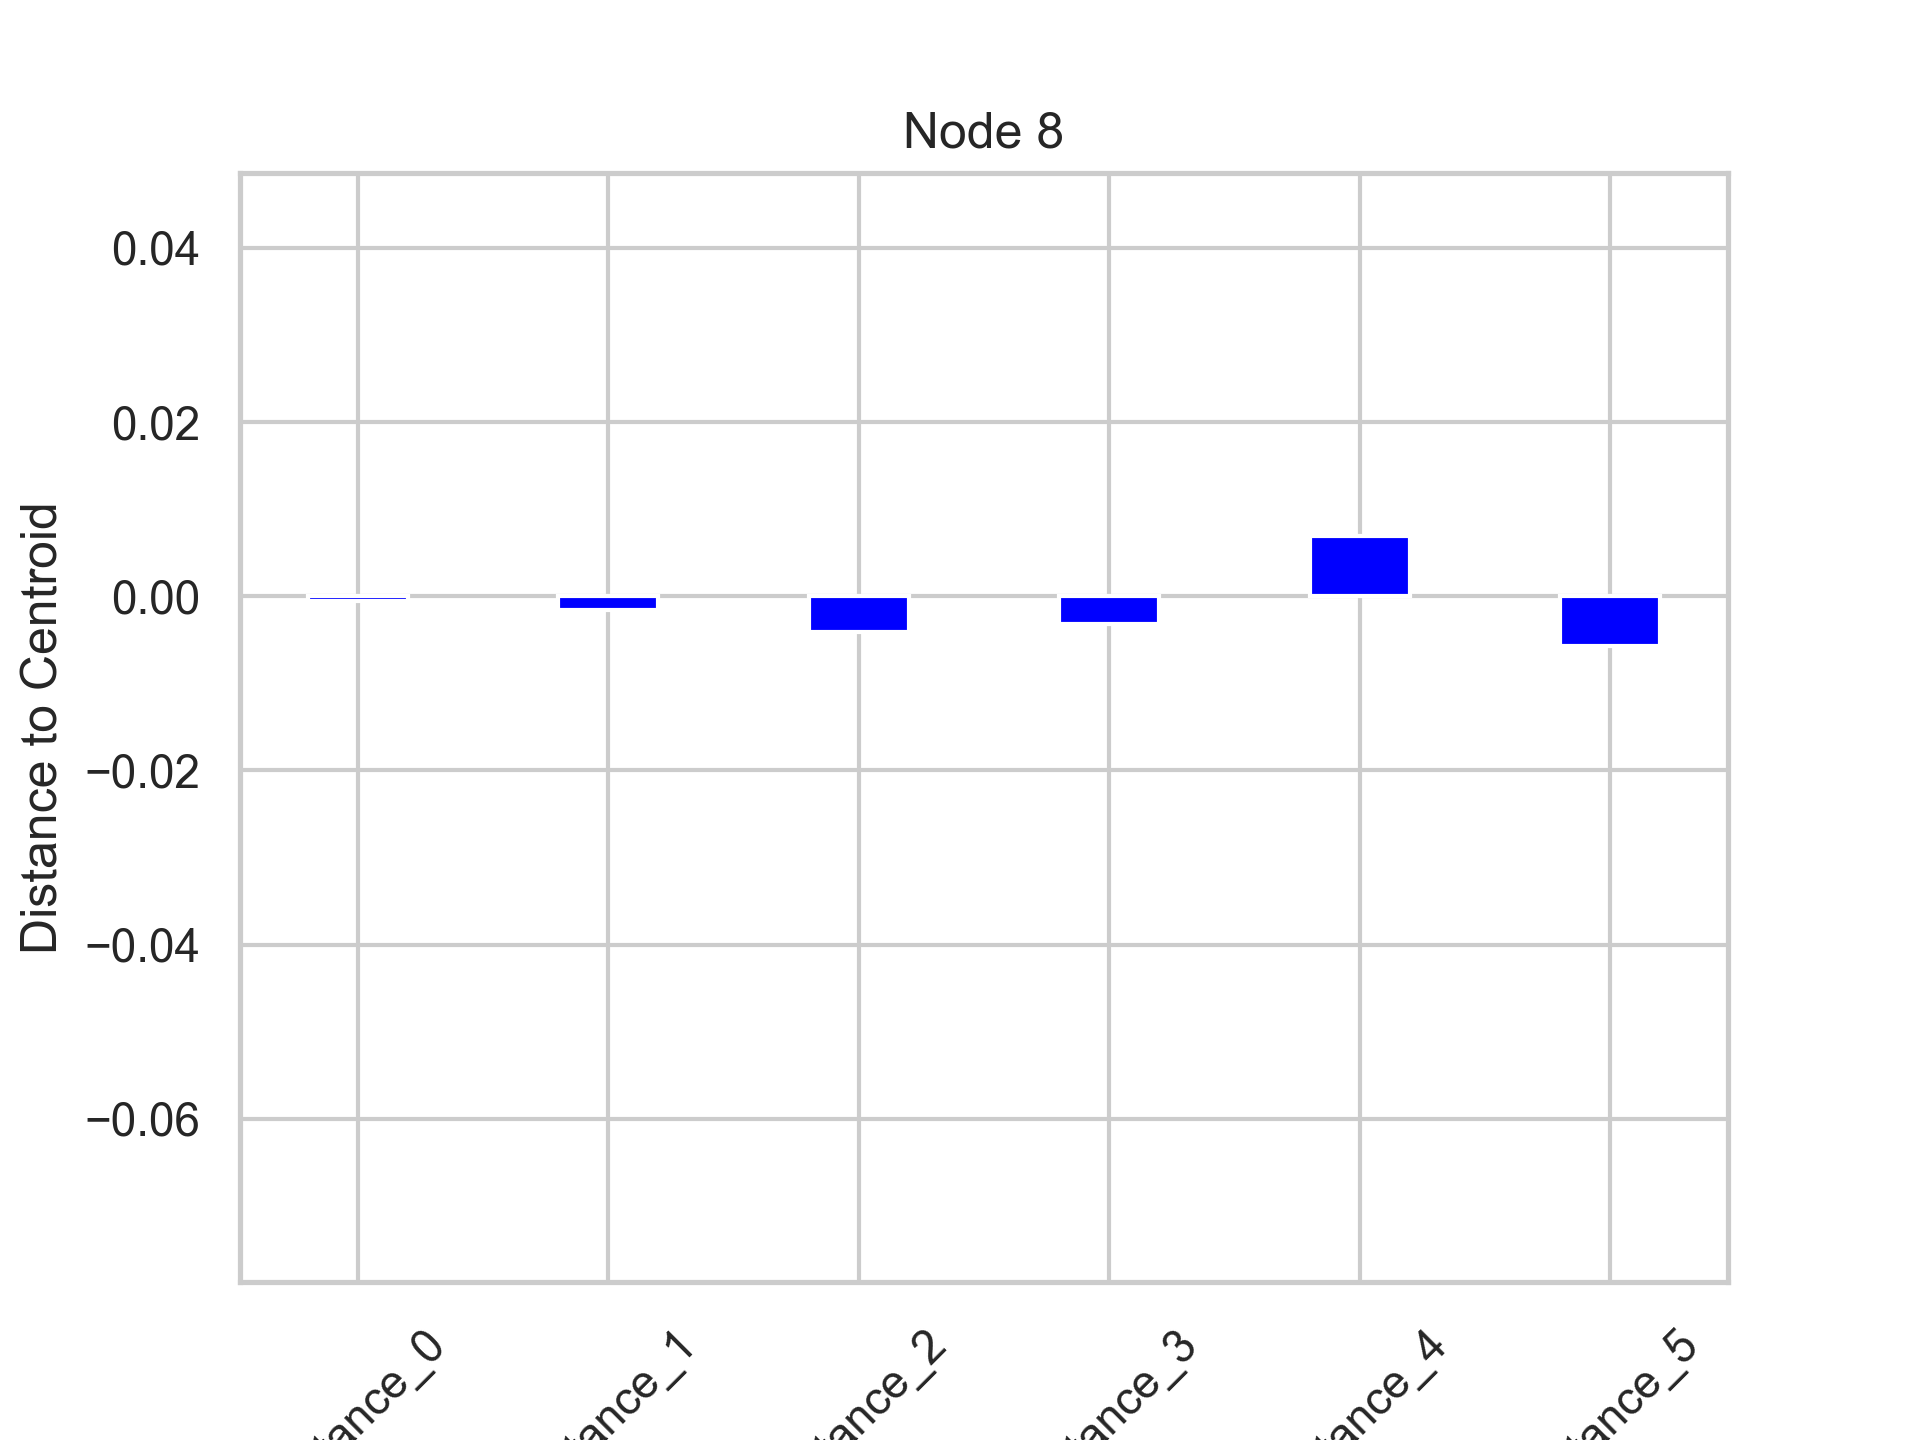 Node 8
0.04
0.02
0.00
−0.02
−0.04
−0.06
Distance to Centroid
tance_0
tance_1
tance_2
tance_3
tance_4
tance_5